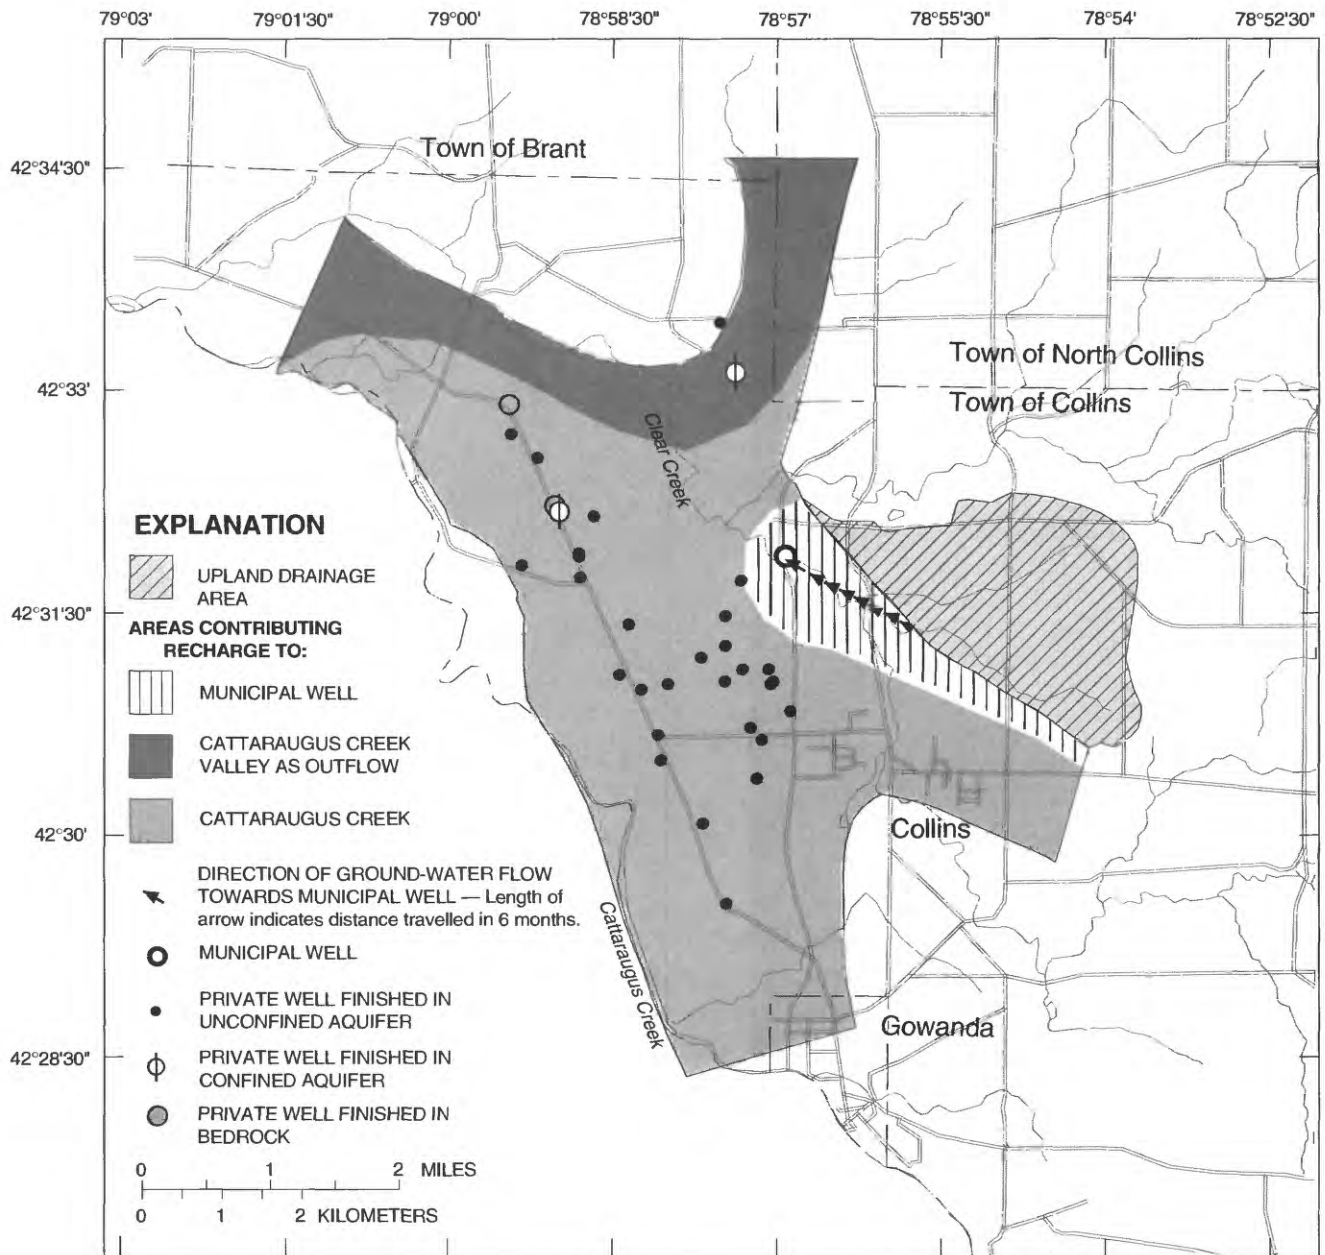 79°03' 79°01'30" 79°00' 78°58'30" 78°57' 78°55'30" 78°54' 78°52'30"
Town of Brant
42°34'30"
Town of North Collins
42°33'
Town of Collins
Clear Creek
EXPLANATION
UPLAND DRAINAGE
AREA
42°31'30"
AREAS CONTRIBUTING
RECHARGE TO:
MUNICIPAL WELL
CATTARAUGUS CREEK
VALLEY AS OUTFLOW
CATTARAUGUS CREEK
42°30'
Collins
DIRECTION OF GROUND-WATER FLOW
TOWARDS MUNICIPAL WELL — Length of
arrow indicates distance travelled in 6 months.
Cattaraugus Creek
MUNICIPAL WELL
PRIVATE WELL FINISHED IN
UNCONFINED AQUIFER
Gowanda
42°28'30"
PRIVATE WELL FINISHED IN
CONFINED AQUIFER
PRIVATE WELL FINISHED IN
BEDROCK
0 1 2 MILES
0 1 2 KILOMETERS